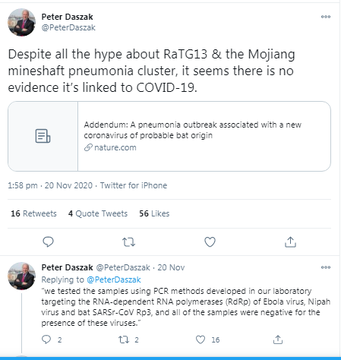 Peter Daszak
@PeterDaszak
Despite all the hype about RaTG13 & the Mojiang
mineshaft pneumonia cluster, it seems there is no
evidence it's linked to COVID-19.
Addendum: A pneumonia outbreak associated with a new
coronavirus of probable bat origin
nature.com
1:58 pm · 20 Nov 2020 · Twitter for iPhone
16 Retweets 4 Quote Tweets 56 Likes
Peter Daszak @PeterDaszak · 20 Nov
Replying to @PeterDaszak
"we tested the samples using PCR methods developed in our laboratory
targeting the RNA-dependent RNA polymerases (RdRp) of Ebola virus, Nipah
virus and bat SARSr-CoV Rp3, and all of the samples were negative for the
presence of these viruses."
2 2 16